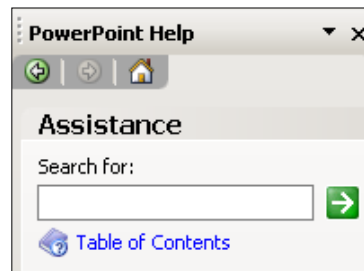 PowerPoint Help
Assistance
Search for:
Table of Contents